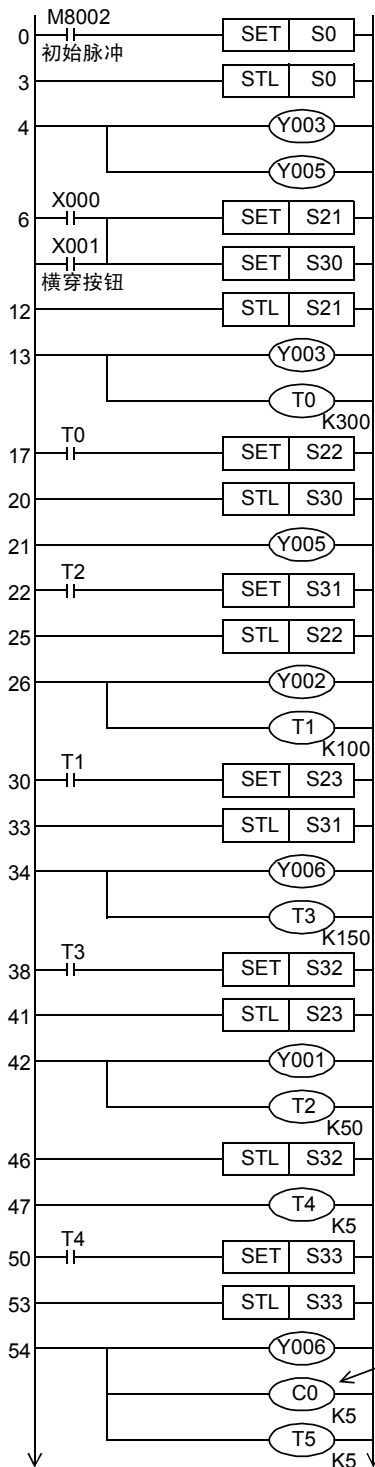 M8002
0 SET S0
初始脉冲
3 STL S0
4 Y003
Y005
X000
6 SET S21
X001
SET S30
横穿按钮
12 STL S21
13 Y003
T0
K300
T0
17 SET S22
20 STL S30
21 Y005
T2
22 SET S31
25 STL S22
26 Y002
T1
K100
T1
30 SET S23
33 STL S31
34 Y006
T3
K150
T3
38 SET S32
41 STL S23
42 Y001
T2
K50
46 STL S32
47 T4
K5
T4
50 SET S33
53 STL S33
54 Y006
C0
K5
T5
K5